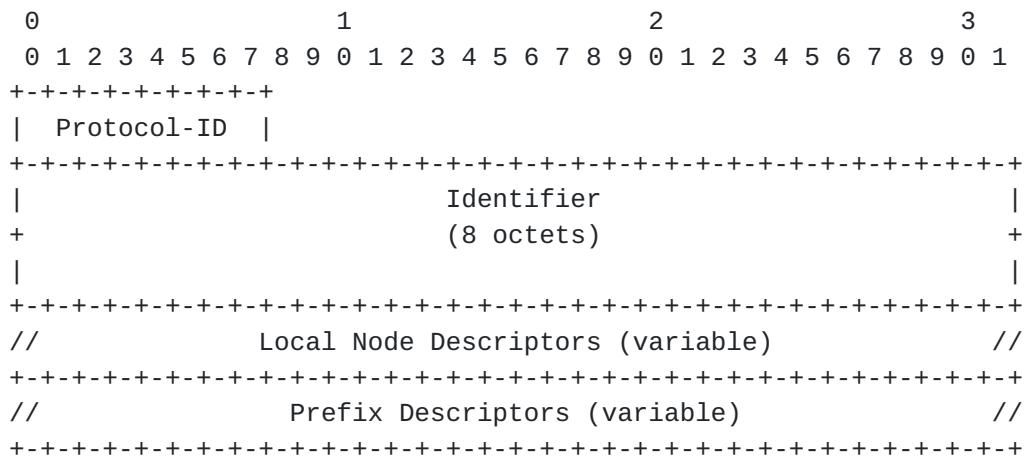 0                   1                   2                   3
 0 1 2 3 4 5 6 7 8 9 0 1 2 3 4 5 6 7 8 9 0 1 2 3 4 5 6 7 8 9 0 1
+-+-+-+-+-+-+-+-+
|  Protocol-ID  |
+-+-+-+-+-+-+-+-+-+-+-+-+-+-+-+-+-+-+-+-+-+-+-+-+-+-+-+-+-+-+-+-+
|                           Identifier                          |
+                           (8 octets)                          +
|                                                               |
+-+-+-+-+-+-+-+-+-+-+-+-+-+-+-+-+-+-+-+-+-+-+-+-+-+-+-+-+-+-+-+-+
//              Local Node Descriptors (variable)              //
+-+-+-+-+-+-+-+-+-+-+-+-+-+-+-+-+-+-+-+-+-+-+-+-+-+-+-+-+-+-+-+-+
//                Prefix Descriptors (variable)                //
+-+-+-+-+-+-+-+-+-+-+-+-+-+-+-+-+-+-+-+-+-+-+-+-+-+-+-+-+-+-+-+-+